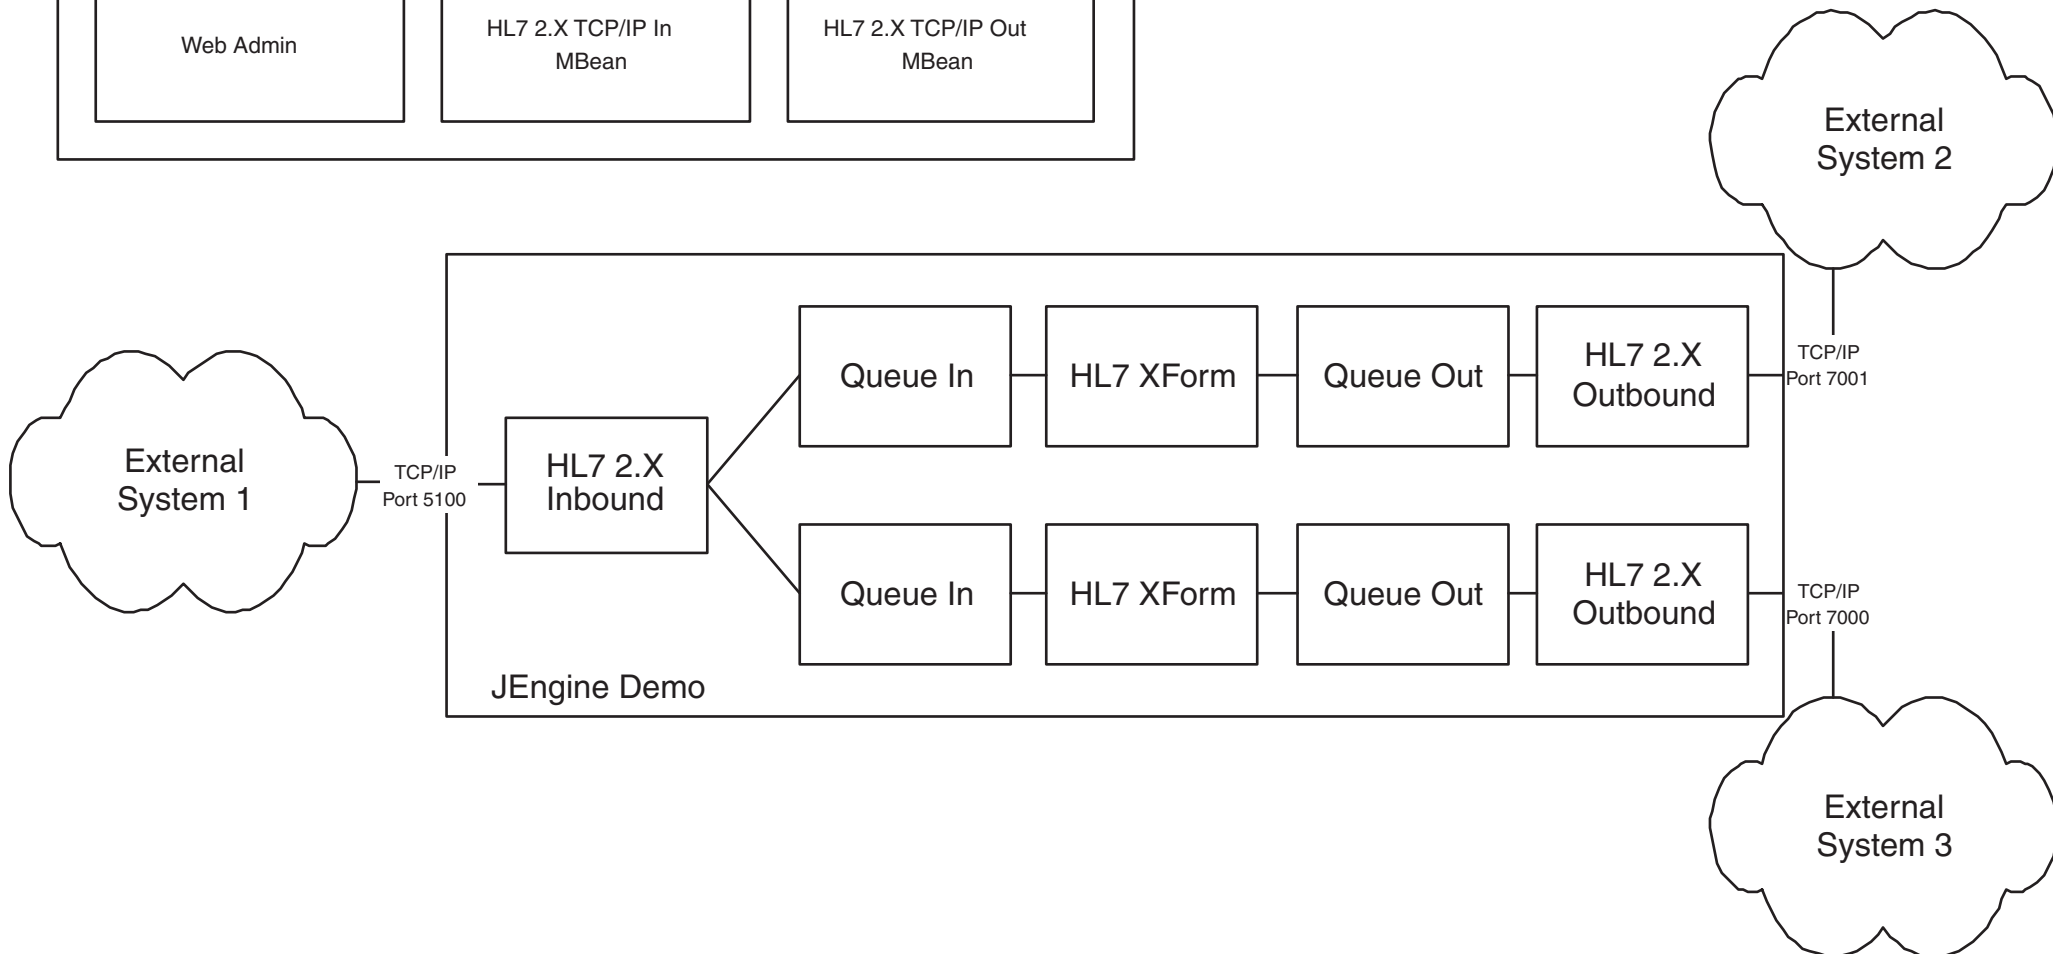 Web Admin
HL7 2.X TCP/IP In
MBean
HL7 2.X TCP/IP Out
MBean
External
System 2
External
System 1
TCP/IP
Port 5100
HL7 2.X
Inbound
Queue In
HL7 XForm
Queue Out
HL7 2.X
Outbound
TCP/IP
Port 7001
Queue In
HL7 XForm
Queue Out
HL7 2.X
Outbound
TCP/IP
Port 7000
JEngine Demo
External
System 3